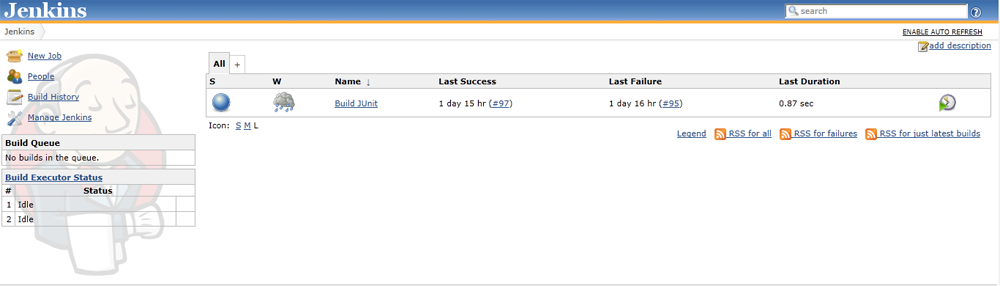 Jenkins
search
Jenkins
ENABLE AUTO REFRESH
New Job
People
Build History
Manage Jenkins
Build Queue
No builds in the queue.
Build Executor Status
# Status
1 Idle
2 Idle
add description
All +
S W Name ↓ Last Success Last Failure Last Duration
Build JUnit 1 day 15 hr (#97) 1 day 16 hr (#95) 0.87 sec
Icon: S M L
Legend RSS for all RSS for failures RSS for just latest builds